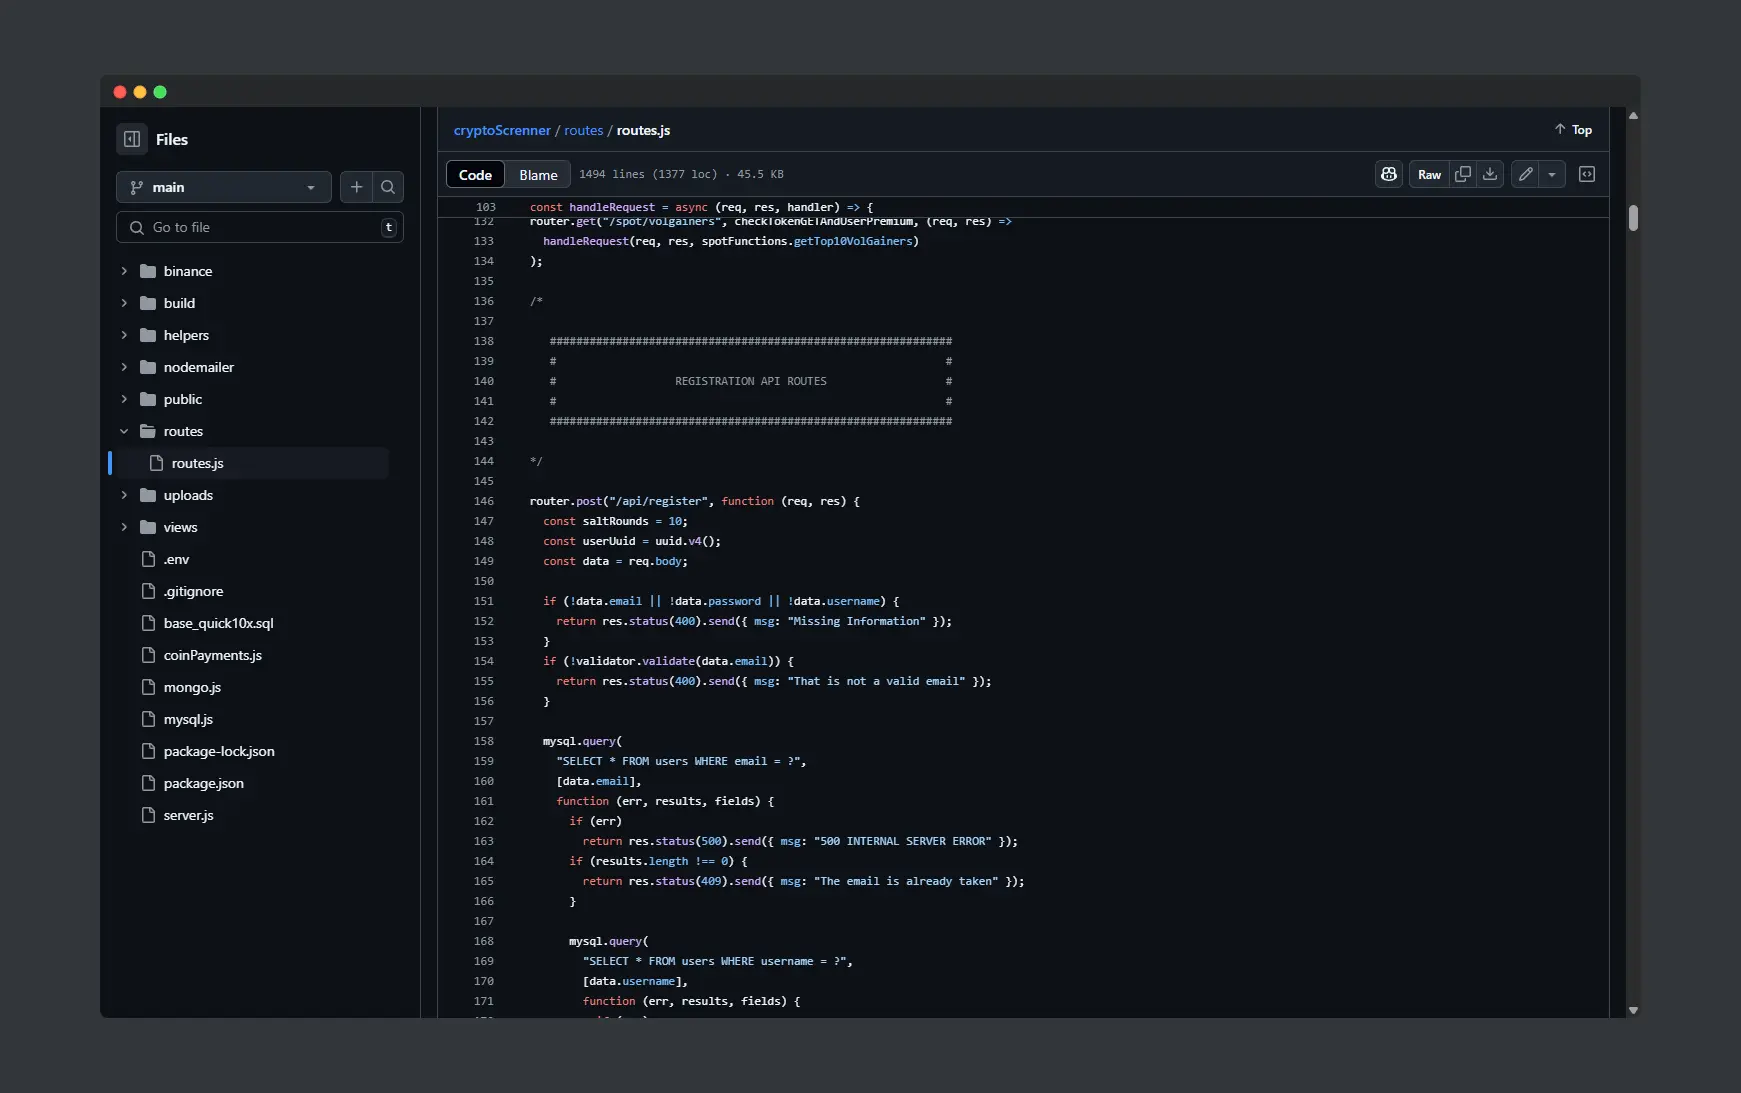 Files
main
Go to file
t
binance
build
helpers
nodemailer
public
routes
routes.js
uploads
views
.env
.gitignore
base_quick10x.sql
coinPayments.js
mongo.js
mysql.js
package-lock.json
package.json
server.js
cryptoScrenner / routes / routes.js
Top
Code Blame 1494 lines (1377 loc) · 45.5 KB
Raw
103 const handleRequest = async (req, res, handler) => {
132 router.get("/spot/volgainers", checkTokenGETAndUserPremium, (req, res) =>
133 handleRequest(req, res, spotFunctions.getTop10VolGainers)
134 );
135
136 /*
137
138 #############################################################
139 # #
140 # REGISTRATION API ROUTES #
141 # #
142 #############################################################
143
144 */
145
146 router.post("/api/register", function (req, res) {
147 const saltRounds = 10;
148 const userUuid = uuid.v4();
149 const data = req.body;
150
151 if (!data.email || !data.password || !data.username) {
152 return res.status(400).send({ msg: "Missing Information" });
153 }
154 if (!validator.validate(data.email)) {
155 return res.status(400).send({ msg: "That is not a valid email" });
156 }
157
158 mysql.query(
159 "SELECT * FROM users WHERE email = ?",
160 [data.email],
161 function (err, results, fields) {
162 if (err)
163 return res.status(500).send({ msg: "500 INTERNAL SERVER ERROR" });
164 if (results.length !== 0) {
165 return res.status(409).send({ msg: "The email is already taken" });
166 }
167
168 mysql.query(
169 "SELECT * FROM users WHERE username = ?",
170 [data.username],
171 function (err, results, fields) {